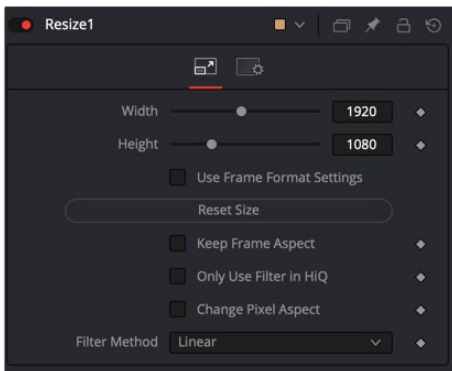 Resize1
Width 1920
Height 1080
Use Frame Format Settings
Reset Size
Keep Frame Aspect
Only Use Filter in HiQ
Change Pixel Aspect
Filter Method Linear